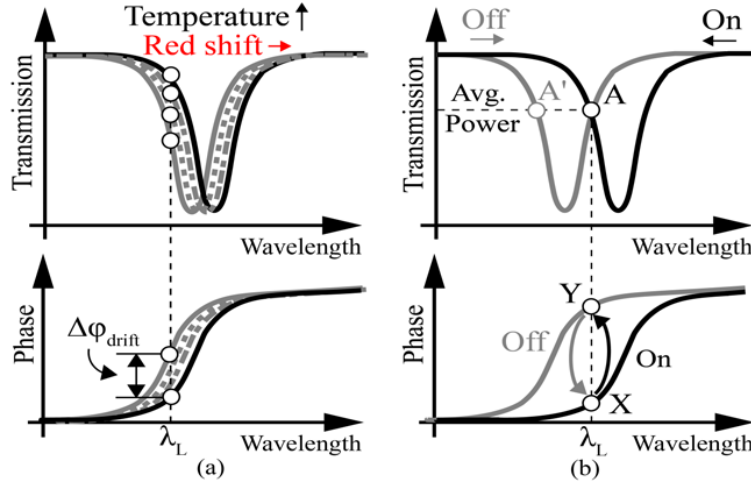 Temperature ↑
Red shift →
Transmission
Wavelength
Phase
Δφdrift
λL
Wavelength
(a)
Off
On
Avg.
Power
A'
A
Transmission
Wavelength
Phase
Y
Off
On
X
λL
Wavelength
(b)